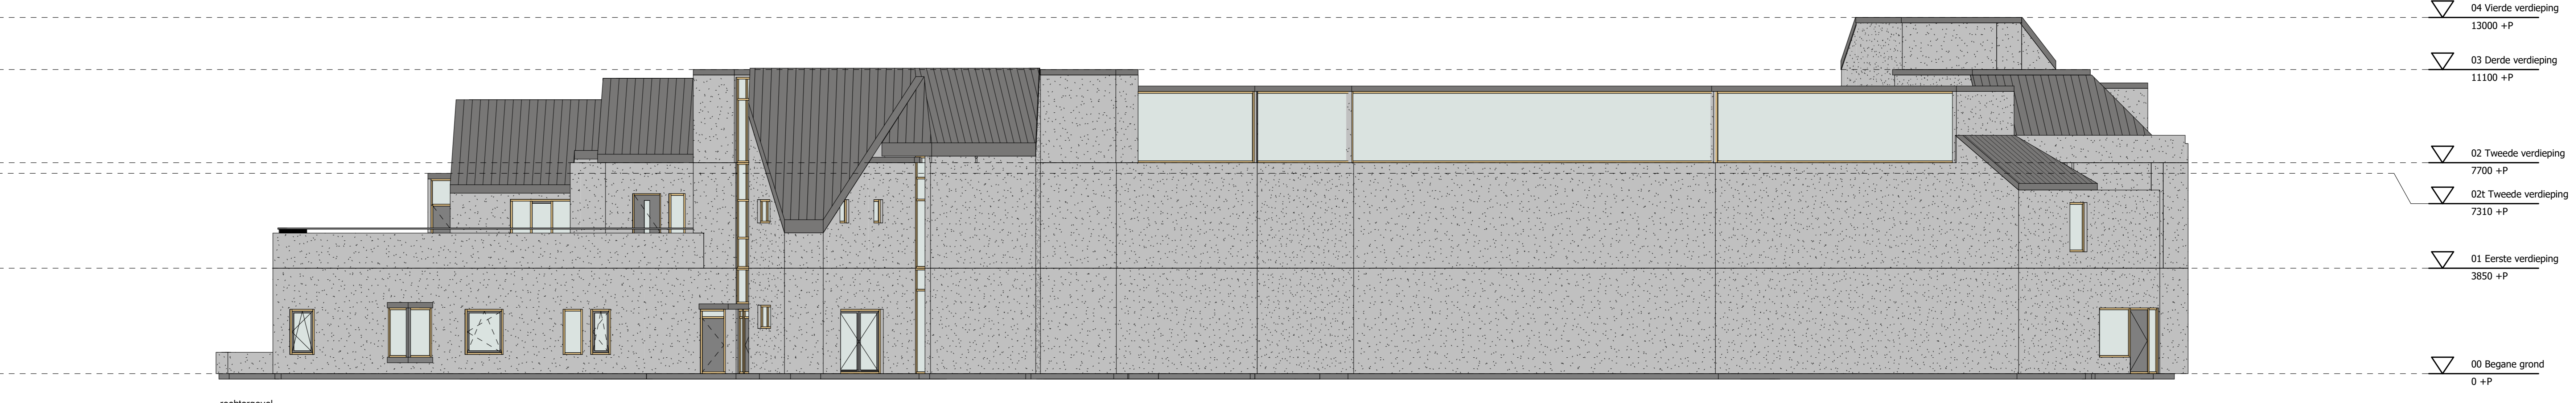 04 Vierde verdieping
13000 +P
03 Derde verdieping
11100 +P
02 Tweede verdieping
7700 +P
02t Tweede verdieping
7310 +P
01 Eerste verdieping
3850 +P
00 Begane grond
0 +P